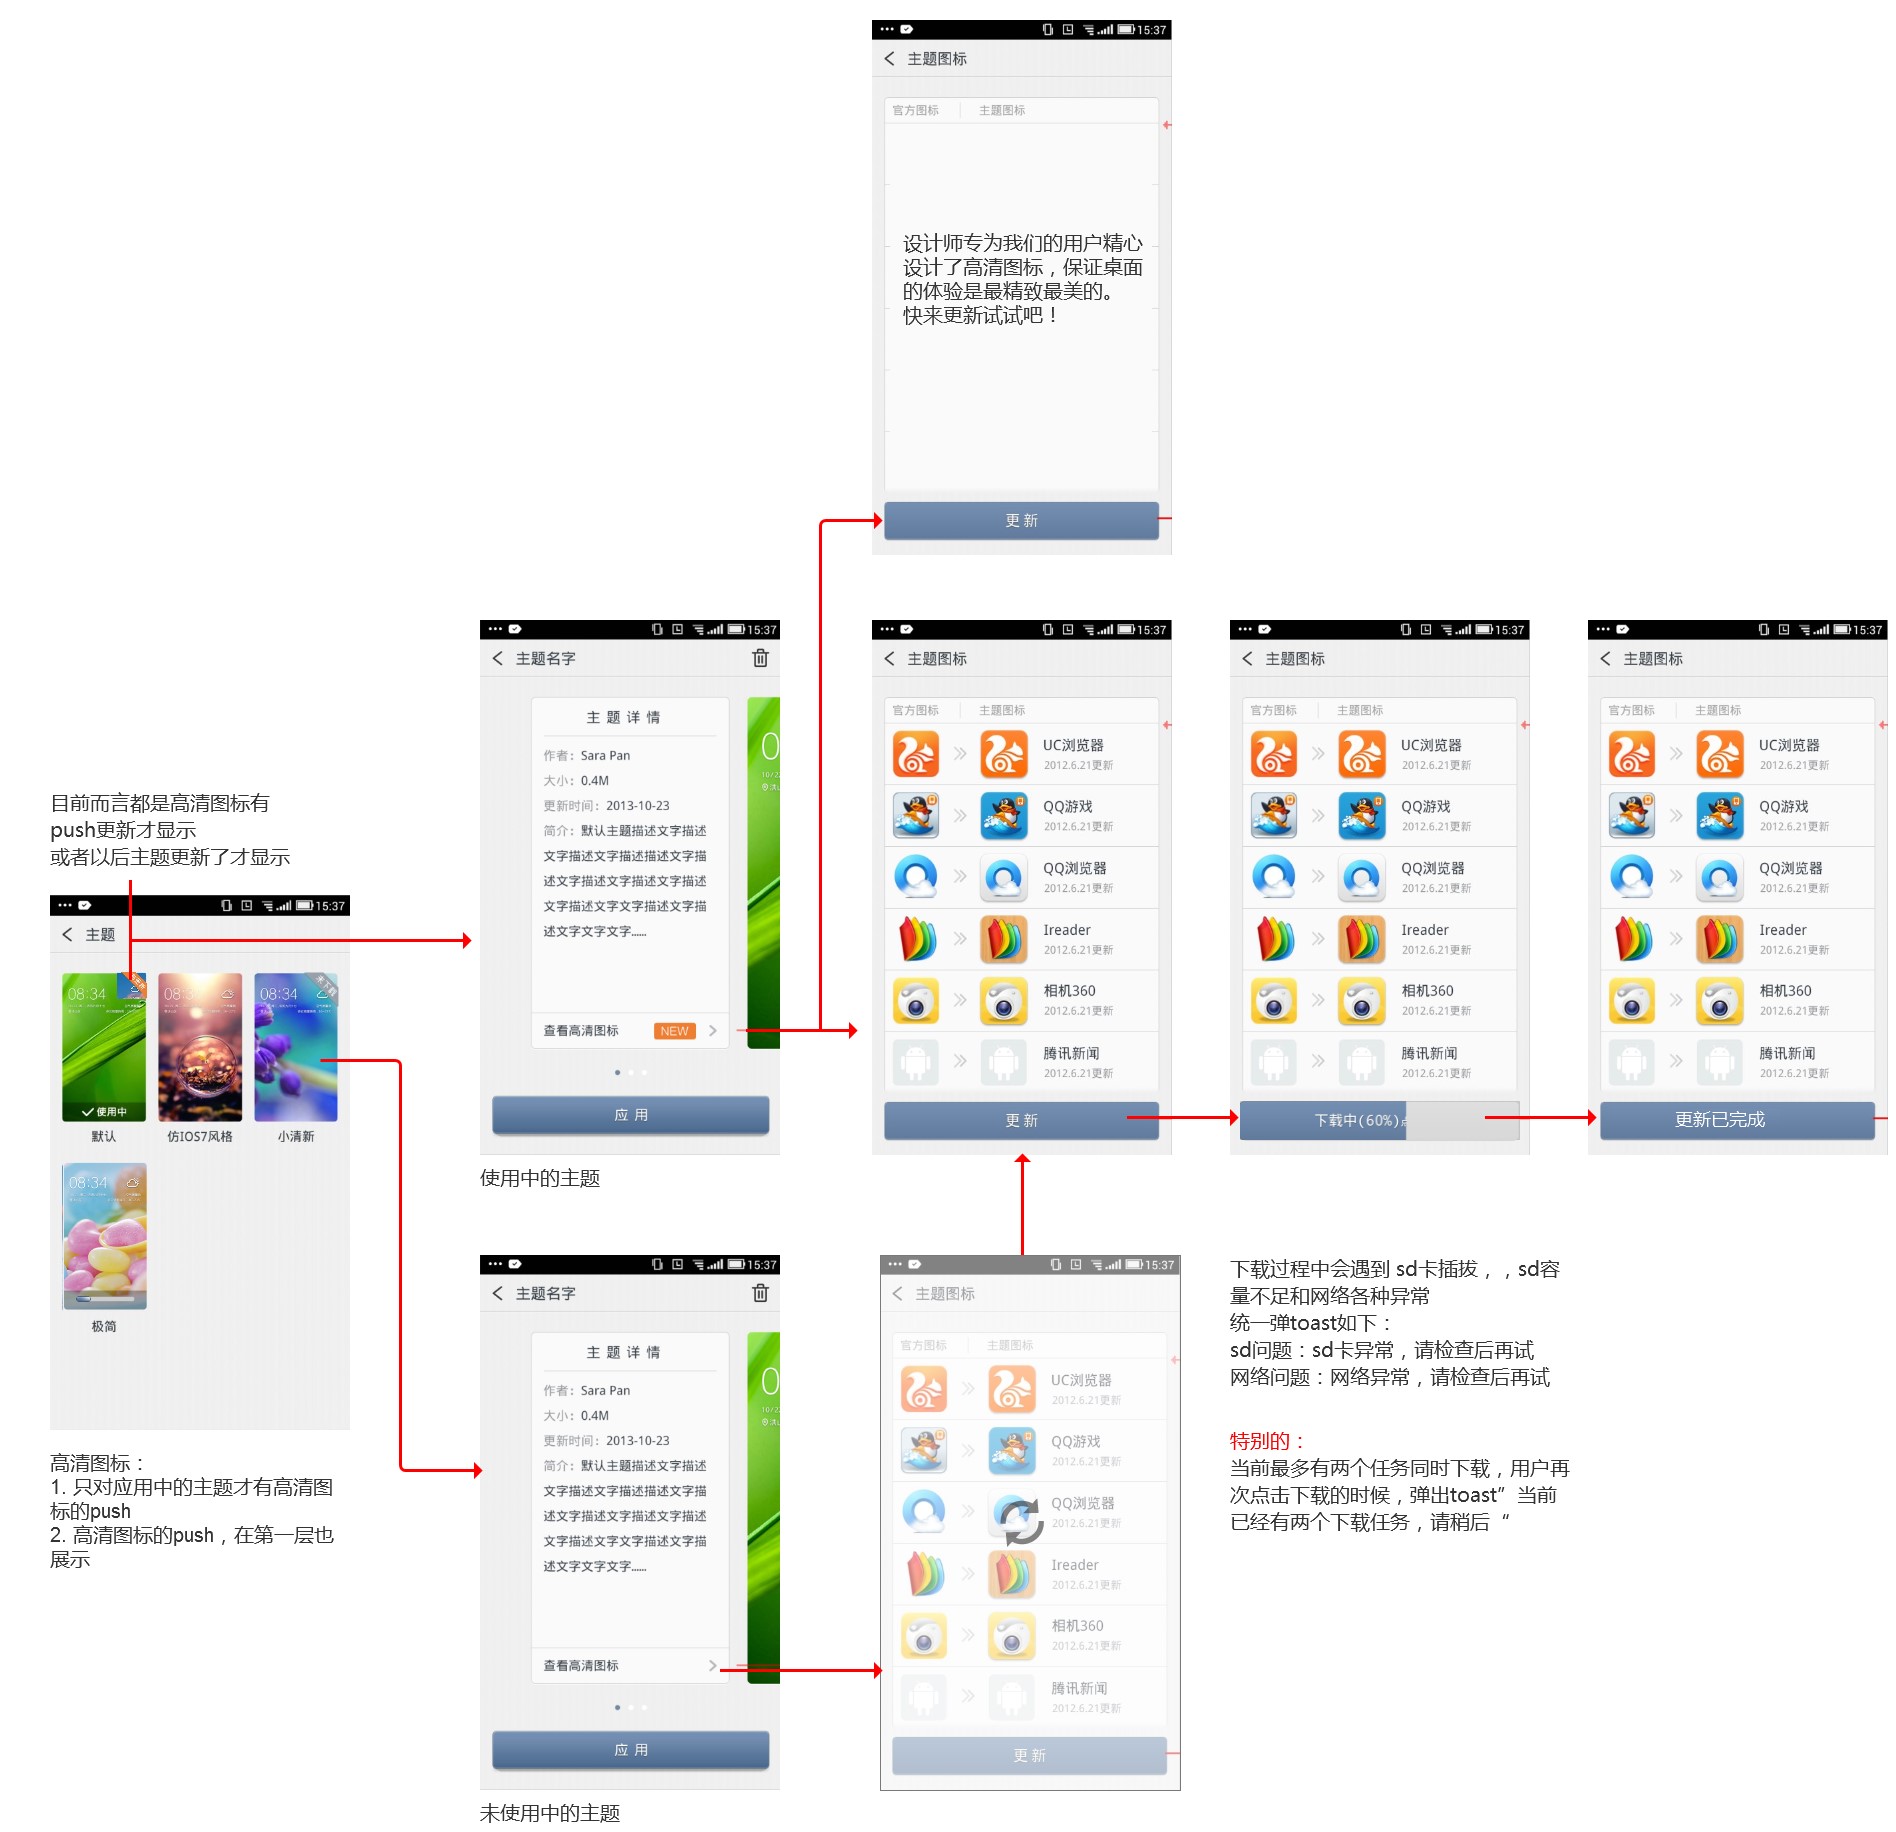 15:37
主题图标
官方图标 主题图标
设计师专为我们的用户精心
设计了高清图标，保证桌面
的体验是最精致最美的。
快来更新试试吧！
更 新
目前而言都是高清图标有
push更新才显示
或者以后主题更新了才显示
15:37
主题
08:34
08:34
08:34
未下载
使用中
默认
仿IOS7风格
小清新
08:34
极简
高清图标：
1. 只对应用中的主题才有高清图
标的push
2. 高清图标的push，在第一层也
展示
15:37
主题名字
主 题 详 情
作者：Sara Pan
大小：0.4M
更新时间：2013-10-23
简介：默认主题描述文字描述
文字描述文字描述描述文字描
述文字描述文字描述文字描述
文字描述文字文字描述文字描
述文字文字文字......
查看高清图标 NEW
应 用
使用中的主题
15:37
主题图标
官方图标 主题图标
UC浏览器
2012.6.21更新
QQ游戏
2012.6.21更新
QQ浏览器
2012.6.21更新
Ireader
2012.6.21更新
相机360
2012.6.21更新
腾讯新闻
2012.6.21更新
更 新
15:37
主题图标
官方图标 主题图标
UC浏览器
2012.6.21更新
QQ游戏
2012.6.21更新
QQ浏览器
2012.6.21更新
Ireader
2012.6.21更新
相机360
2012.6.21更新
腾讯新闻
2012.6.21更新
下载中(60%)
15:37
主题图标
官方图标 主题图标
UC浏览器
2012.6.21更新
QQ游戏
2012.6.21更新
QQ浏览器
2012.6.21更新
Ireader
2012.6.21更新
相机360
2012.6.21更新
腾讯新闻
2012.6.21更新
更新已完成
15:37
主题名字
主 题 详 情
作者：Sara Pan
大小：0.4M
更新时间：2013-10-23
简介：默认主题描述文字描述
文字描述文字描述描述文字描
述文字描述文字描述文字描述
文字描述文字文字描述文字描
述文字文字文字......
查看高清图标
应 用
未使用中的主题
15:37
主题图标
官方图标 主题图标
UC浏览器
2012.6.21更新
QQ游戏
2012.6.21更新
QQ浏览器
2012.6.21更新
Ireader
2012.6.21更新
相机360
2012.6.21更新
腾讯新闻
2012.6.21更新
更 新
下载过程中会遇到 sd卡插拔，，sd容
量不足和网络各种异常
统一弹toast如下：
sd问题：sd卡异常，请检查后再试
网络问题：网络异常，请检查后再试
特别的：
当前最多有两个任务同时下载，用户再
次点击下载的时候，弹出toast”当前
已经有两个下载任务，请稍后“